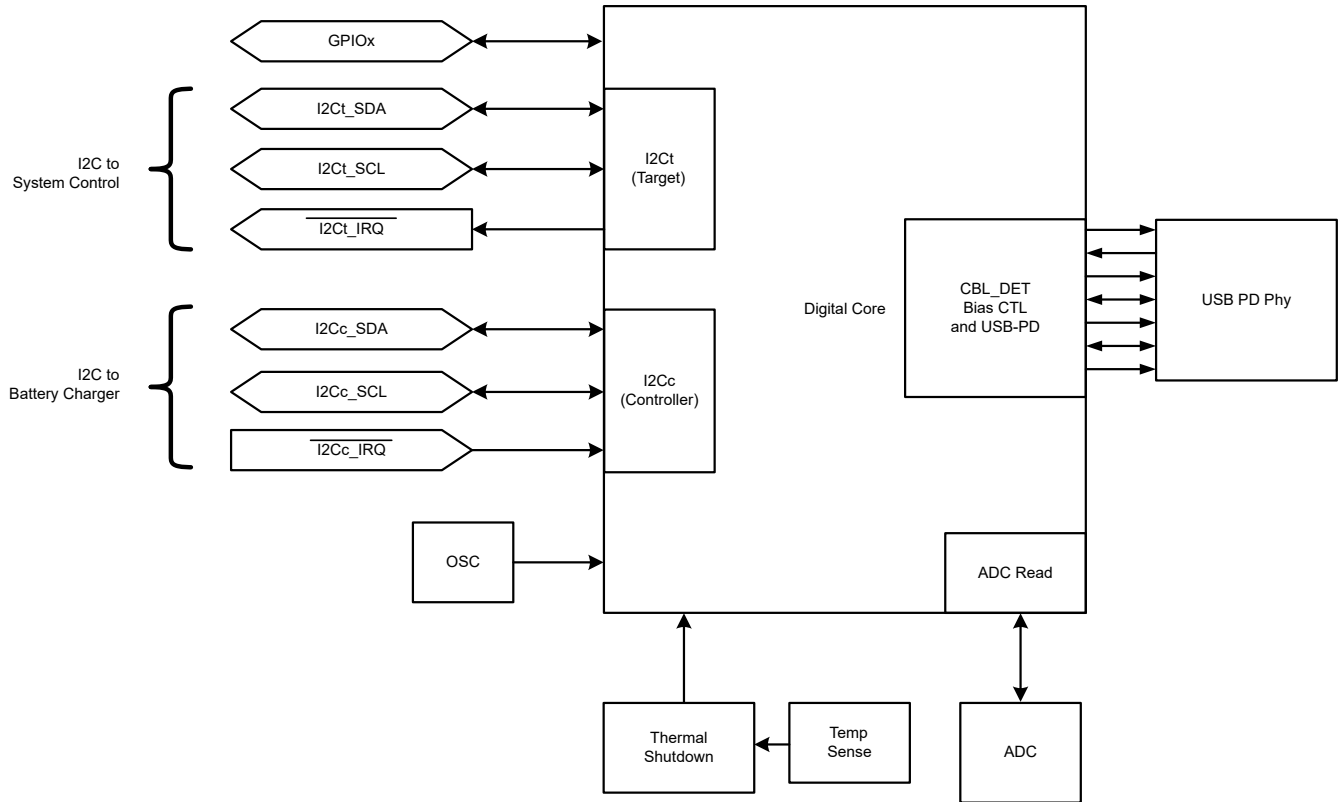 GPIOx
I2C to
System Control
I2Ct_SDA
I2Ct_SCL
I2Ct_IRQ
I2Ct
(Target)
I2C to
Battery Charger
I2Cc_SDA
I2Cc_SCL
I2Cc_IRQ
I2Cc
(Controller)
Digital Core
CBL_DET
Bias CTL
and USB-PD
USB PD Phy
OSC
ADC Read
Thermal
Shutdown
Temp
Sense
ADC